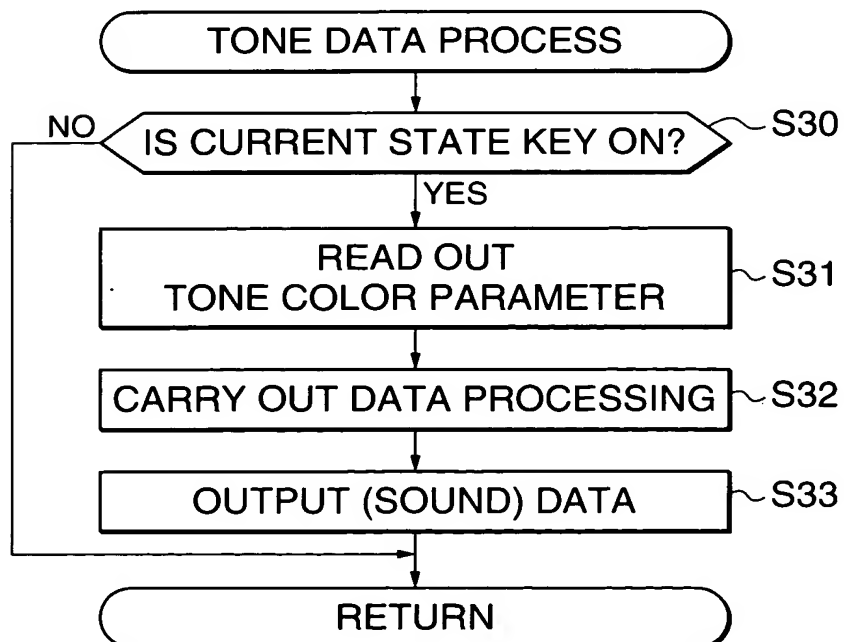 TONE DATA PROCESS
NO
IS CURRENT STATE KEY ON?
S30
YES
READ OUT
TONE COLOR PARAMETER
S31
CARRY OUT DATA PROCESSING
S32
OUTPUT (SOUND) DATA
S33
RETURN